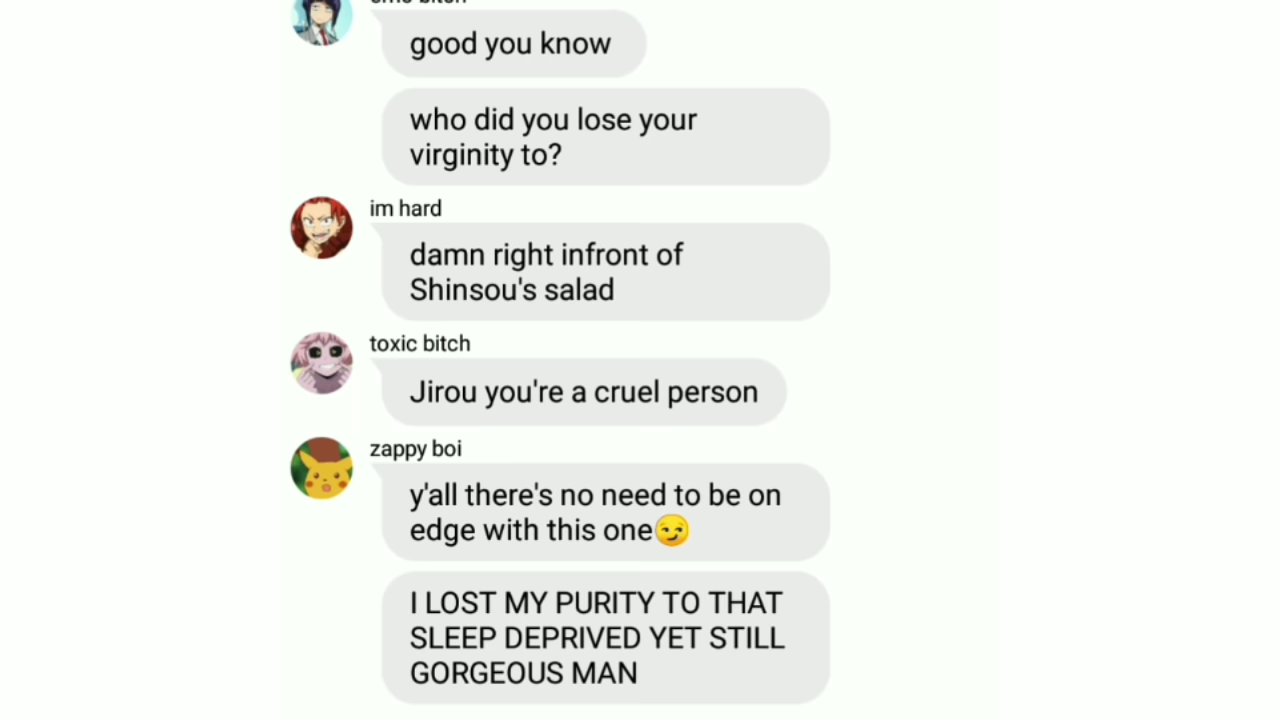 good you know
who did you lose your
virginity to?
im hard
damn right infront of
Shinsou's salad
toxic bitch
Jirou you're a cruel person
zappy boi
y'all there's no need to be on
edge with this one😏
I LOST MY PURITY TO THAT
SLEEP DEPRIVED YET STILL
GORGEOUS MAN